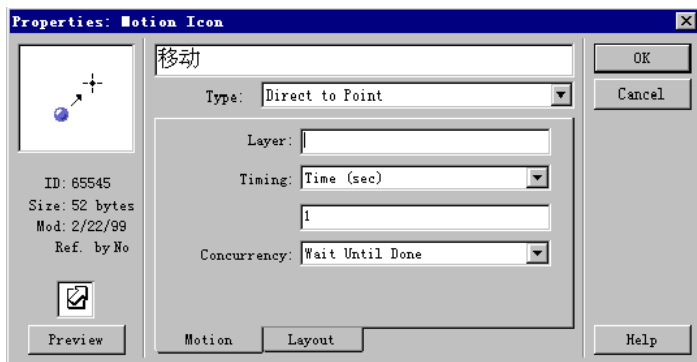 Properties: Motion Icon
移动
OK
Type: Direct to Point
Cancel
Layer:
ID: 65545
Timing: Time (sec)
Size: 52 bytes
1
Mod: 2/22/99
Ref. by No
Concurrency: Wait Until Done
Preview
Motion
Layout
Help